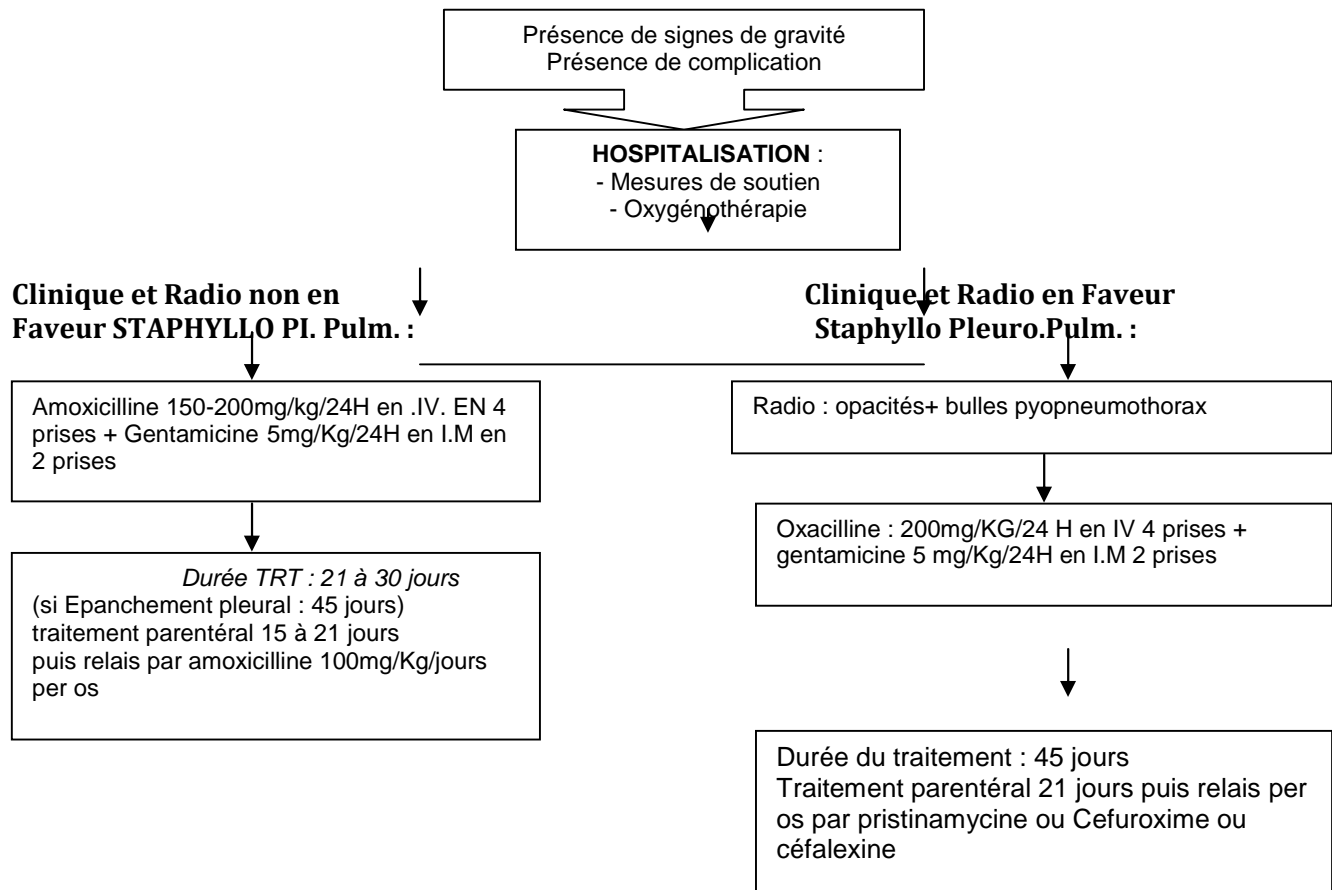 Présence de signes de gravité
Présence de complication
HOSPITALISATION :
- Mesures de soutien
- Oxygénothérapie
Clinique et Radio non en
Faveur STAPHYLLO PI. Pulm. :
Amoxicilline 150-200mg/kg/24H en .IV. EN 4
prises + Gentamicine 5mg/Kg/24H en I.M en
2 prises
Durée TRT : 21 à 30 jours
(si Epanchement pleural : 45 jours)
traitement parentéral 15 à 21 jours
puis relais par amoxicilline 100mg/Kg/jours
per os
Clinique et Radio en Faveur
Staphyllo Pleuro.Pulm. :
Radio : opacités+ bulles pyopneumothorax
Oxacilline : 200mg/KG/24 H en IV 4 prises +
gentamicine 5 mg/Kg/24H en I.M 2 prises
Durée du traitement : 45 jours
Traitement parentéral 21 jours puis relais per
os par pristinamycine ou Cefuroxime ou
céfalexine